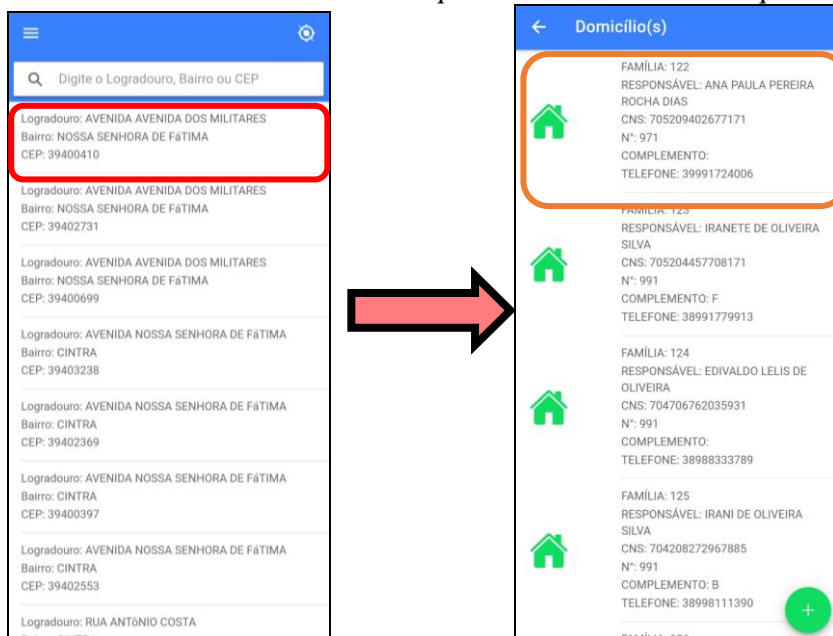 Digite o Logradouro, Bairro ou CEP
Logradouro: AVENIDA AVENIDA DOS MILITARES
Bairro: NOSSA SENHORA DE FáTIMA
CEP: 39400410
Logradouro: AVENIDA AVENIDA DOS MILITARES
Bairro: NOSSA SENHORA DE FáTIMA
CEP: 39402731
Logradouro: AVENIDA AVENIDA DOS MILITARES
Bairro: NOSSA SENHORA DE FáTIMA
CEP: 39400699
Logradouro: AVENIDA NOSSA SENHORA DE FáTIMA
Bairro: CINTRA
CEP: 39403238
Logradouro: AVENIDA NOSSA SENHORA DE FáTIMA
Bairro: CINTRA
CEP: 39402369
Logradouro: AVENIDA NOSSA SENHORA DE FáTIMA
Bairro: CINTRA
CEP: 39400397
Logradouro: AVENIDA NOSSA SENHORA DE FáTIMA
Bairro: CINTRA
CEP: 39402553
Logradouro: RUA ANTôNIO COSTA
Domicílio(s)
FAMÍLIA: 122
RESPONSÁVEL: ANA PAULA PEREIRA
ROCHA DIAS
CNS: 705209402677171
N°: 971
COMPLEMENTO:
TELEFONE: 39991724006
FAMÍLIA: 123
RESPONSÁVEL: IRANETE DE OLIVEIRA
SILVA
CNS: 705204457708171
N°: 991
COMPLEMENTO: F
TELEFONE: 38991779913
FAMÍLIA: 124
RESPONSÁVEL: EDIVALDO LELIS DE
OLIVEIRA
CNS: 704706762035931
N°: 991
COMPLEMENTO:
TELEFONE: 38988333789
FAMÍLIA: 125
RESPONSÁVEL: IRANI DE OLIVEIRA
SILVA
CNS: 704208272967885
N°: 991
COMPLEMENTO: B
TELEFONE: 38998111390